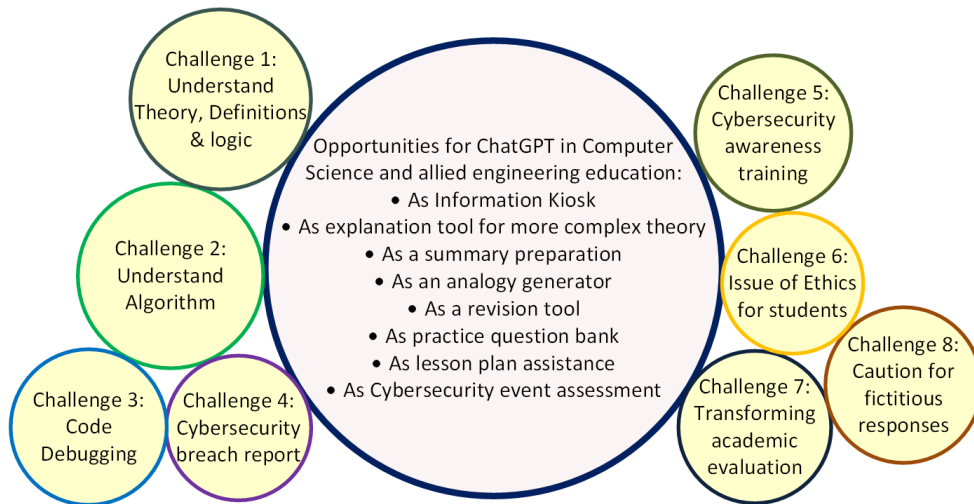 Challenge 1:
Understand
Theory, Definitions
& logic
Challenge 2:
Understand
Algorithm
Challenge 3:
Code
Debugging
Challenge 4:
Cybersecurity
breach report
Opportunities for ChatGPT in Computer
Science and allied engineering education:
• As Information Kiosk
• As explanation tool for more complex theory
• As a summary preparation
• As an analogy generator
• As a revision tool
• As practice question bank
• As lesson plan assistance
• As Cybersecurity event assessment
Challenge 5:
Cybersecurity
awareness
training
Challenge 6:
Issue of Ethics
for students
Challenge 7:
Transforming
academic
evaluation
Challenge 8:
Caution for
fictitious
responses